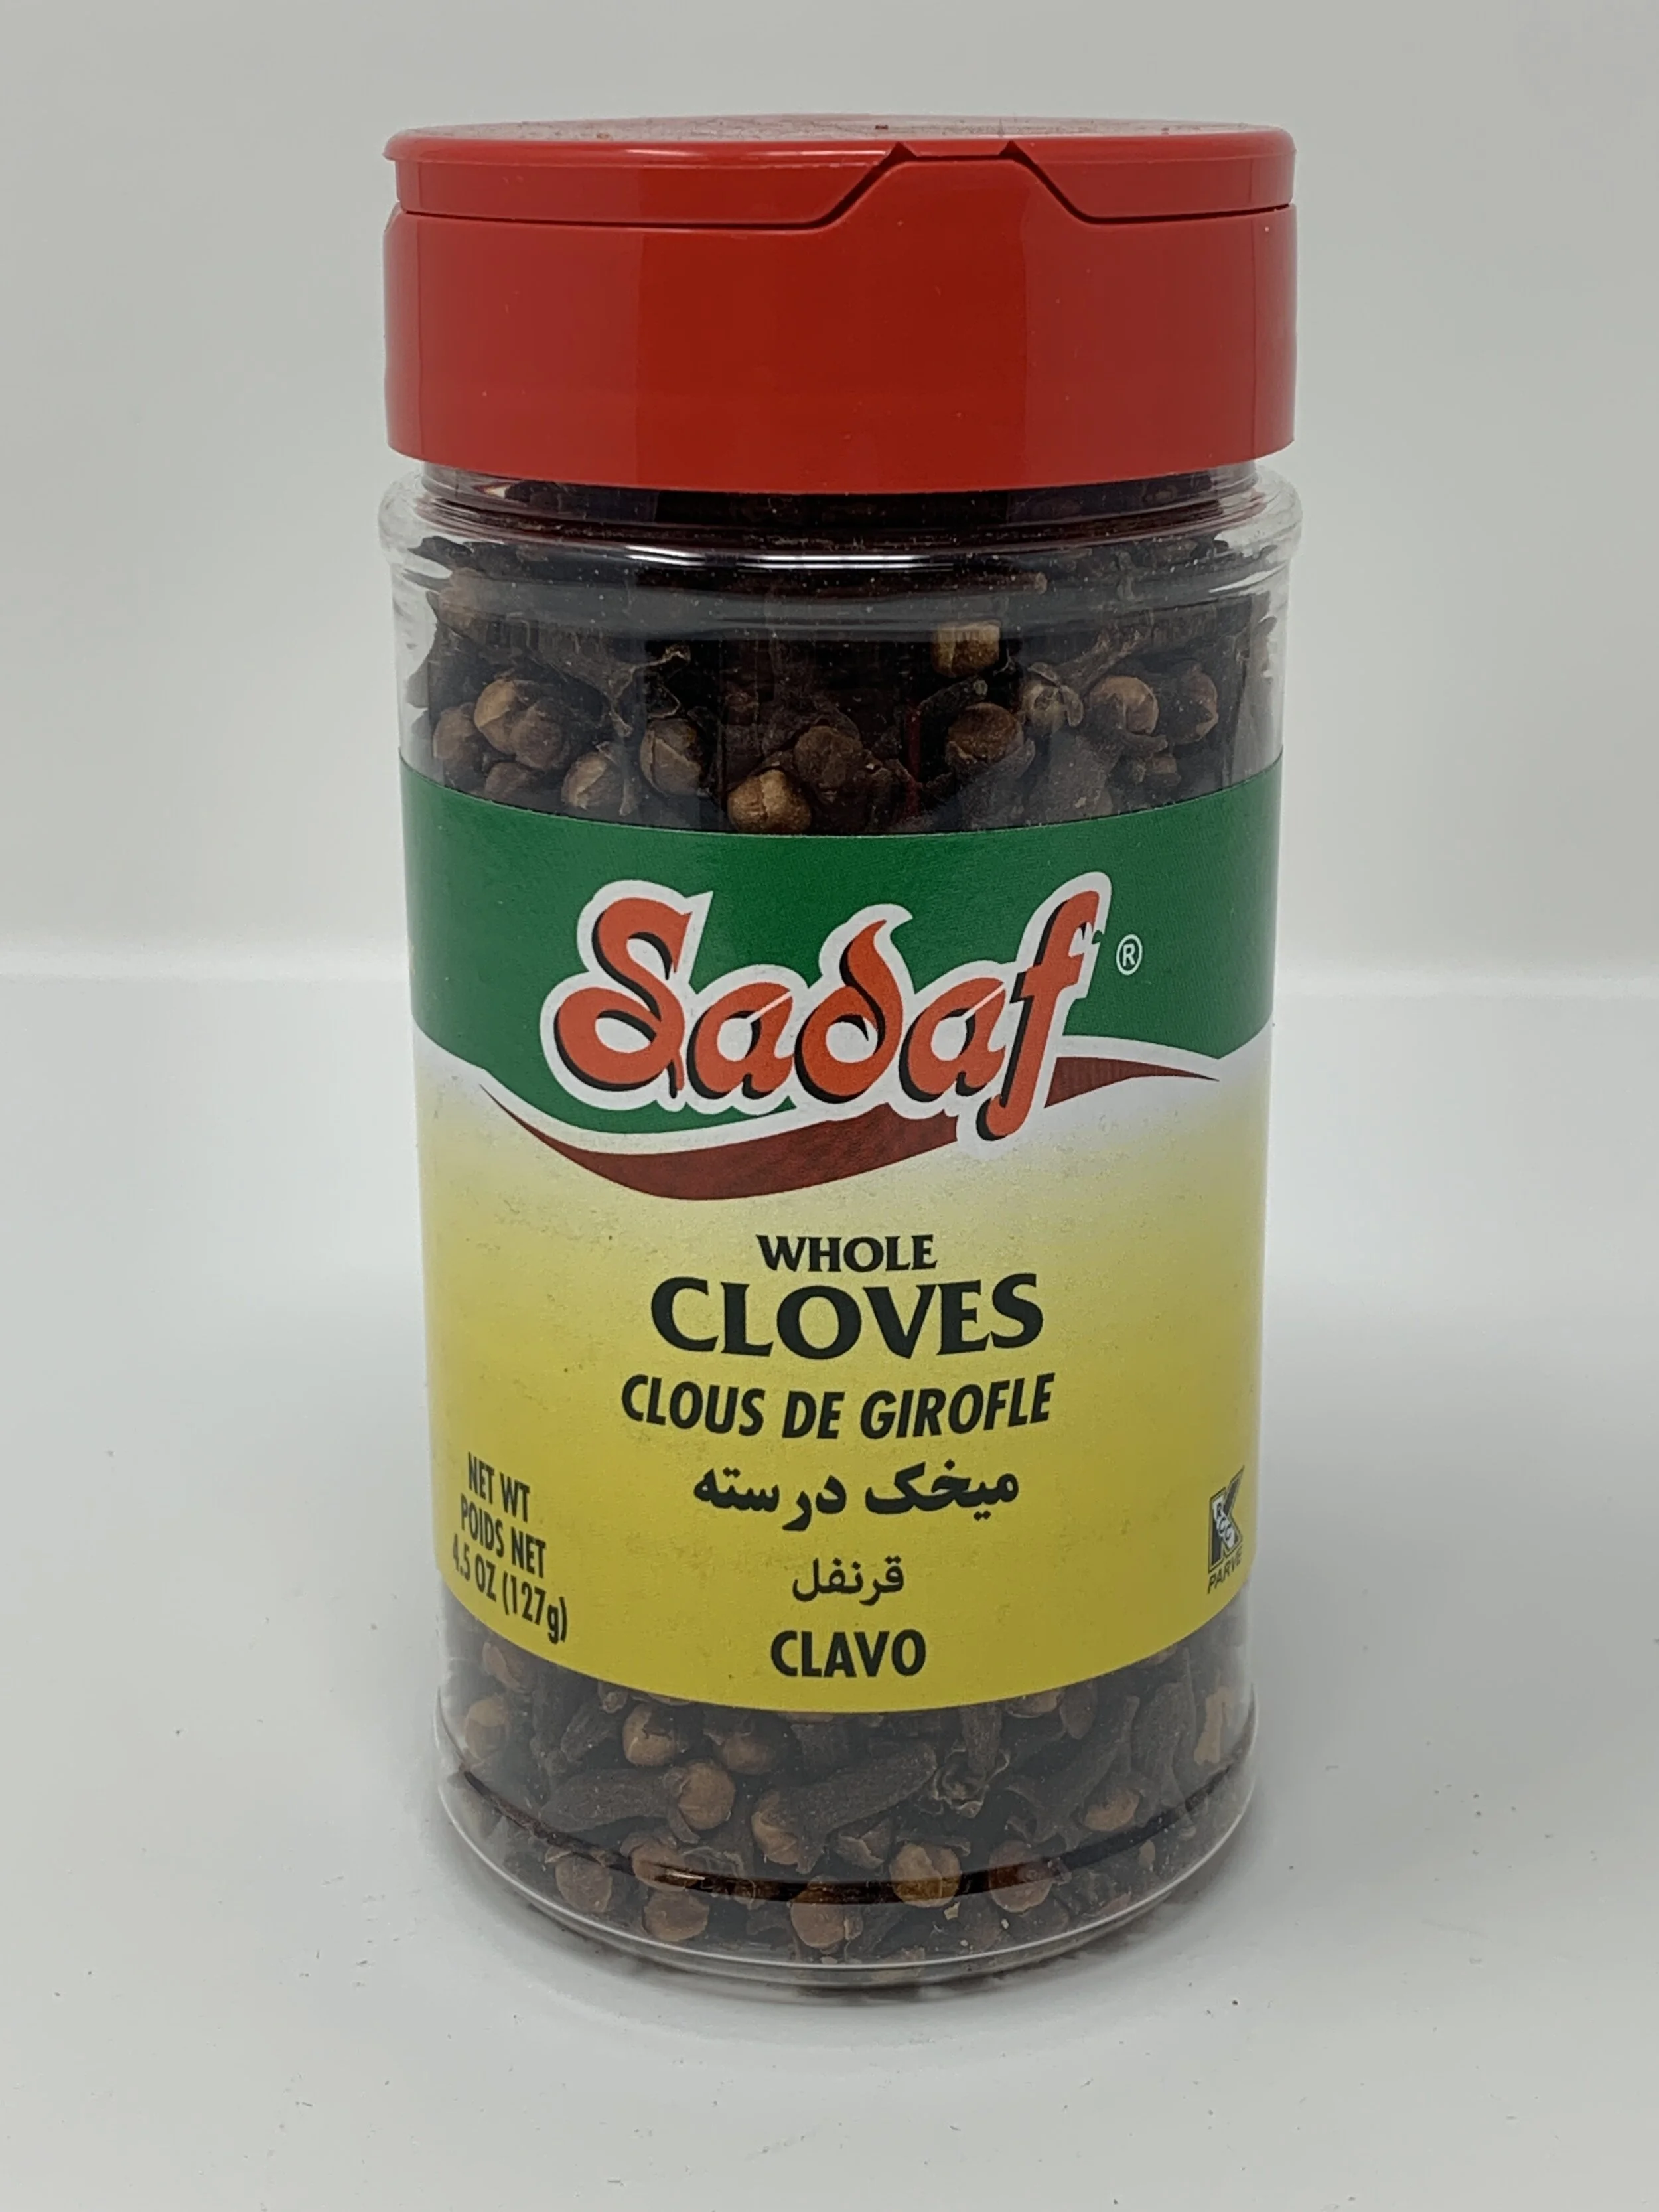 Sadaf®
WHOLE
CLOVES
CLOUS DE GIROFLE
میخک درسته
قرنفل
CLAVO
NET WT
POIDS NET
4.5 OZ (127g)
K
PARVE